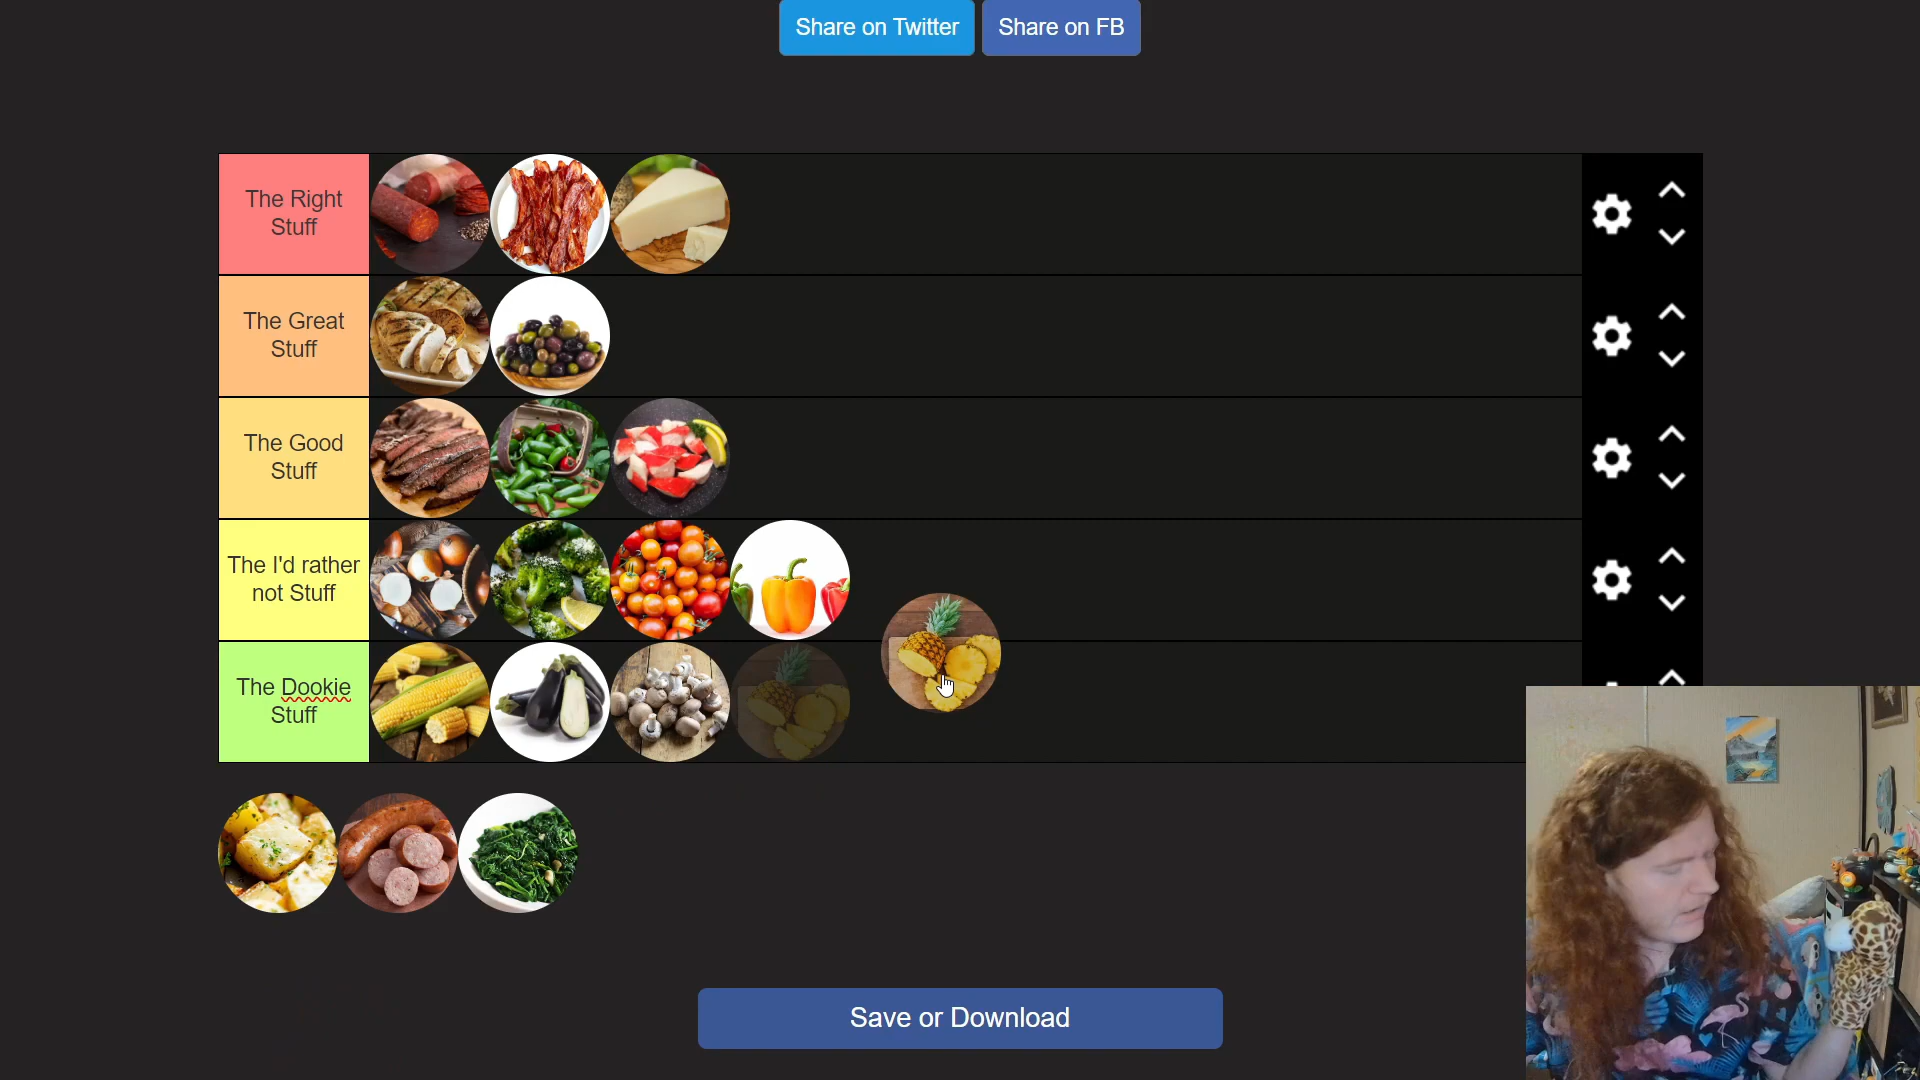 Share on Twitter
Share on FB
The Right
Stuff
The Great
Stuff
The Good
Stuff
The I'd rather
not Stuff
The Dookie
Stuff
Save or Download